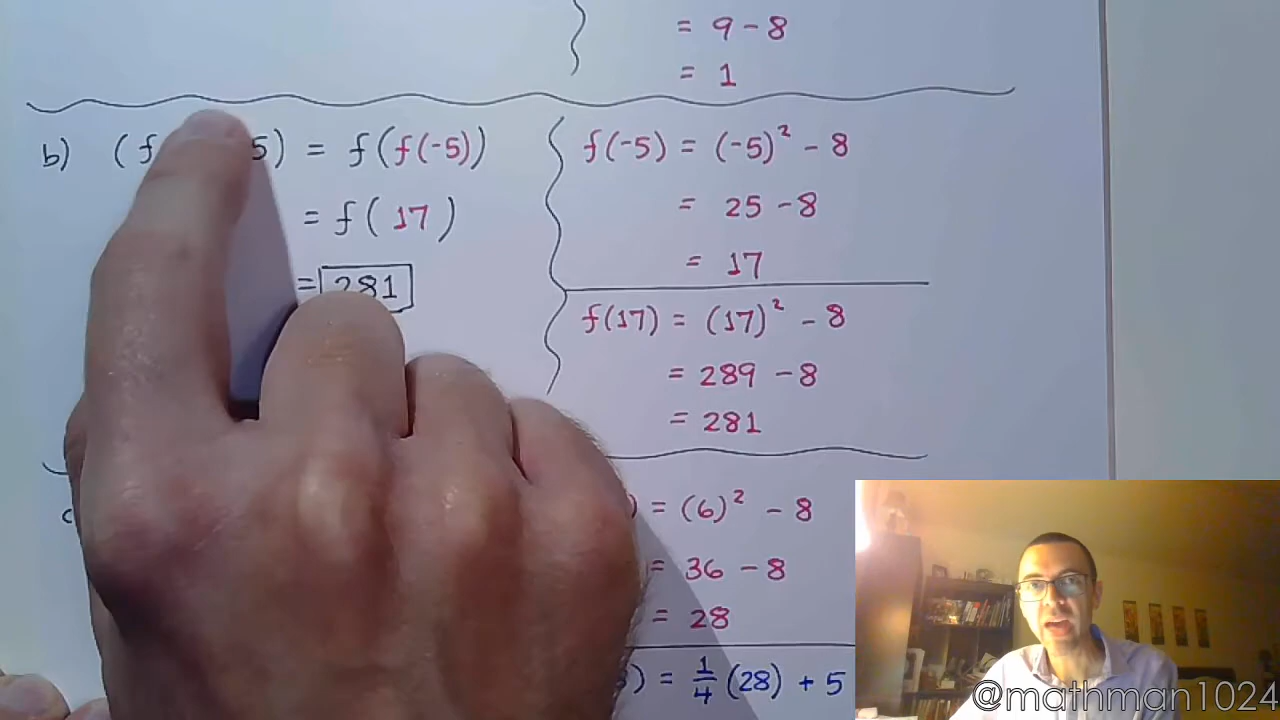 = 9 - 8
= 1
b) (f 5) = f(f(-5))
= f( 17 )
= 281
f(-5) = (-5)² - 8
= 25 - 8
= 17
f(17) = (17)² - 8
= 289 - 8
= 281
c
) = (6)² - 8
= 36 - 8
= 28
) = 1/4 (28) + 5
@mathman1024